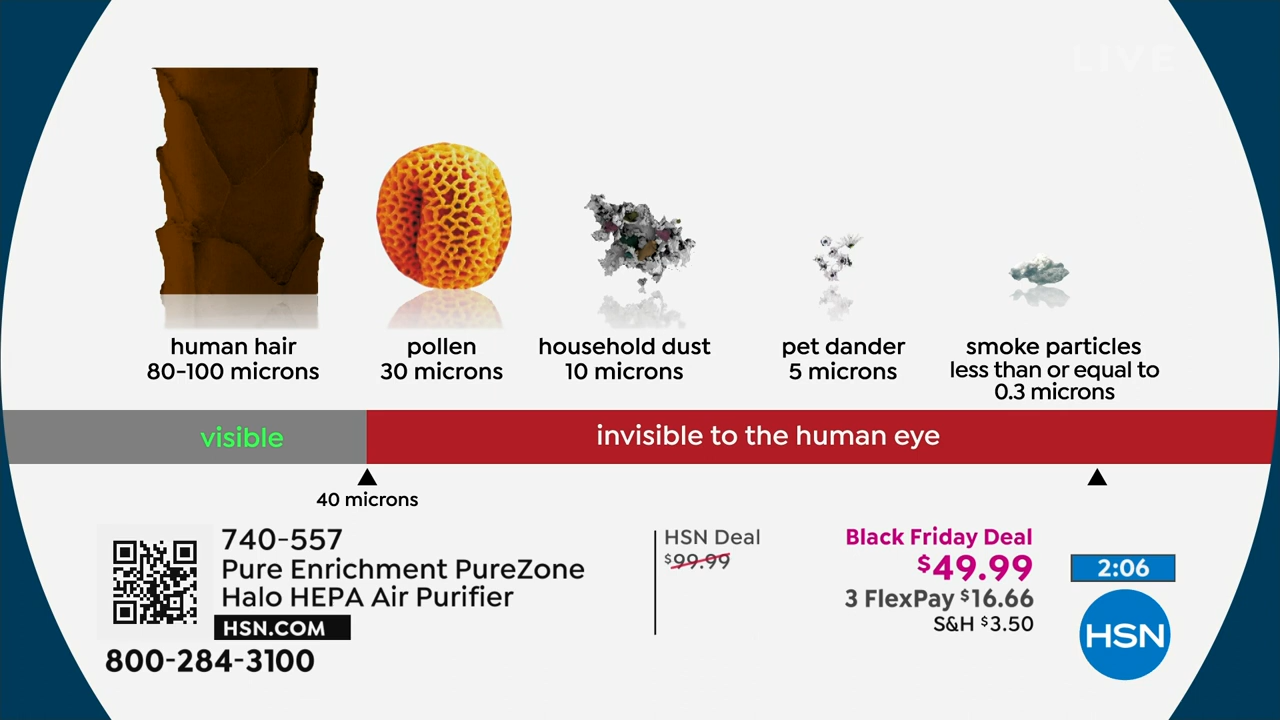 LIVE
human hair
80-100 microns
pollen
30 microns
household dust
10 microns
pet dander
5 microns
smoke particles
less than or equal to
0.3 microns
visible
invisible to the human eye
40 microns
740-557
Pure Enrichment PureZone
Halo HEPA Air Purifier
HSN.COM
800-284-3100
HSN Deal
$99.99
Black Friday Deal
$49.99
3 FlexPay $16.66
S&H $3.50
2:06
HSN